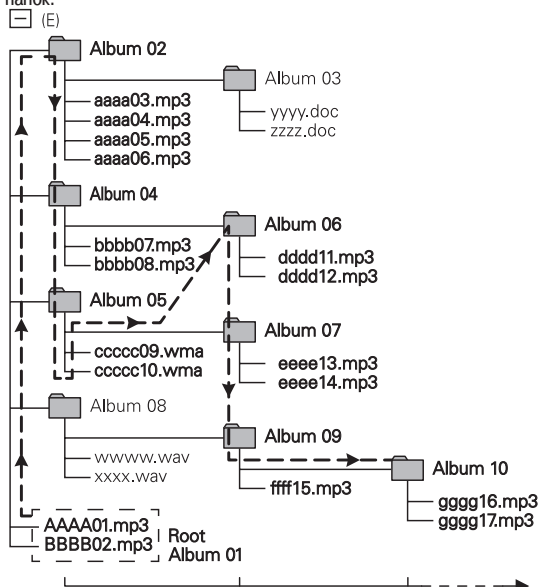 (E)
Album 02
Album 03
aaaa03.mp3
yyyy.doc
aaaa04.mp3
zzzz.doc
aaaa05.mp3
aaaa06.mp3
Album 04
Album 06
bbbb07.mp3
dddd11.mp3
bbbb08.mp3
dddd12.mp3
Album 05
Album 07
ccccc09.wma
eeee13.mp3
ccccc10.wma
eeee14.mp3
Album 08
Album 09
wwww.wav
Album 10
xxxx.wav
ffff15.mp3
gggg16.mp3
gggg17.mp3
AAAA01.mp3
BBBB02.mp3
Root
Album 01